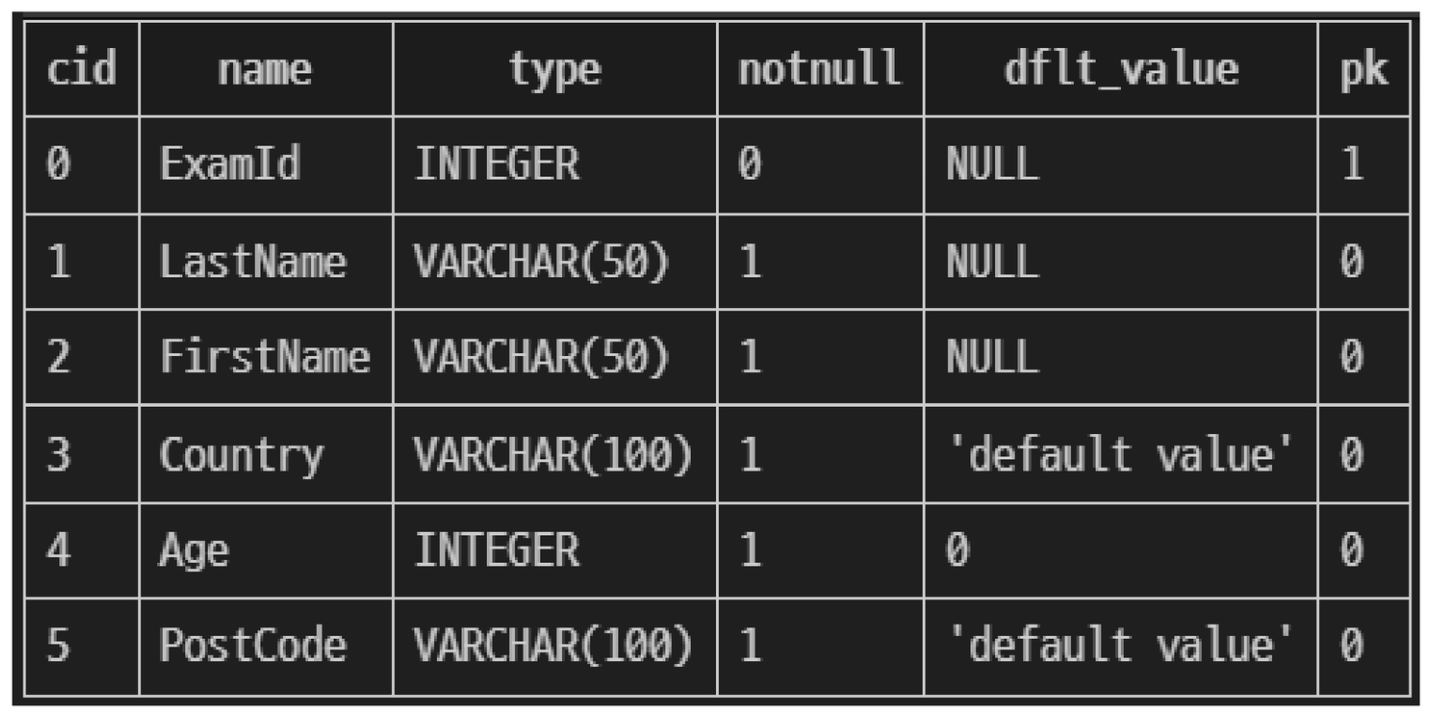 cid name type notnull dflt_value pk
0 ExamId INTEGER 0 NULL 1
1 LastName VARCHAR(50) 1 NULL 0
2 FirstName VARCHAR(50) 1 NULL 0
3 Country VARCHAR(100) 1 'default value' 0
4 Age INTEGER 1 0 0
5 PostCode VARCHAR(100) 1 'default value' 0